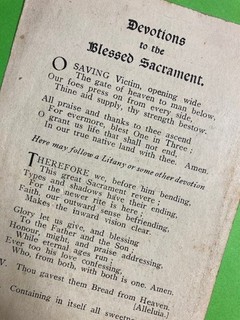 Devotions
to the
Blessed Sacrament.
O SAVING Victim, opening wide
The gate of heaven to man below,
Our foes press on from every side,
Thine aid supply, thy strength bestow.
All praise and thanks to thee ascend
For evermore, blest One in Three;
O grant us life that shall not end,
In our true native land with thee. Amen.
Here may follow a Litany or some other devotion
THEREFORE we, before him bending,
This great Sacrament revere;
Types and shadows have their ending,
For the newer rite is here;
Faith, our outward sense befriending,
Makes the inward vision clear.
Glory let us give, and blessing
To the Father and the Son;
Honour, might, and praise addressing,
While eternal ages run;
Ever too his love confessing,
Who, from both, with both is one. Amen.
V. Thou gavest them Bread from Heaven.
[Alleluia.]
Containing in itself all sweetness